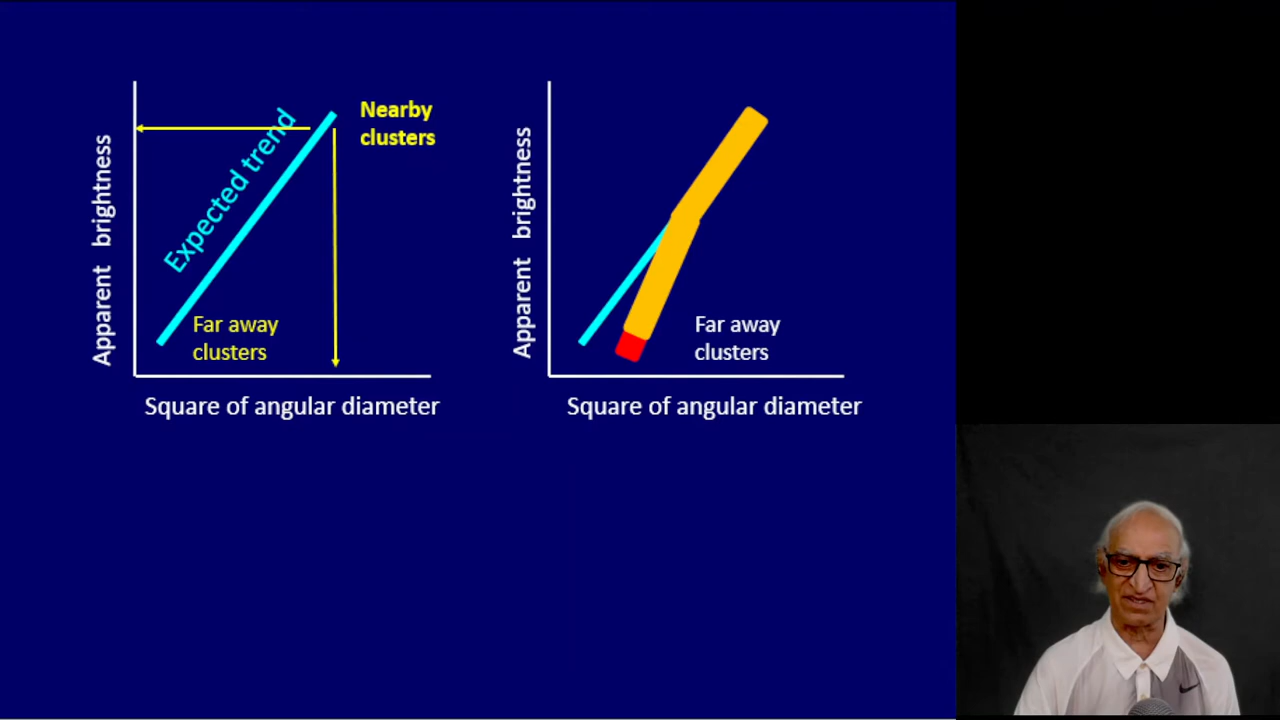 Nearby
clusters
Expected trend
Apparent brightness
Far away
clusters
Square of angular diameter
Apparent brightness
Far away
clusters
Square of angular diameter